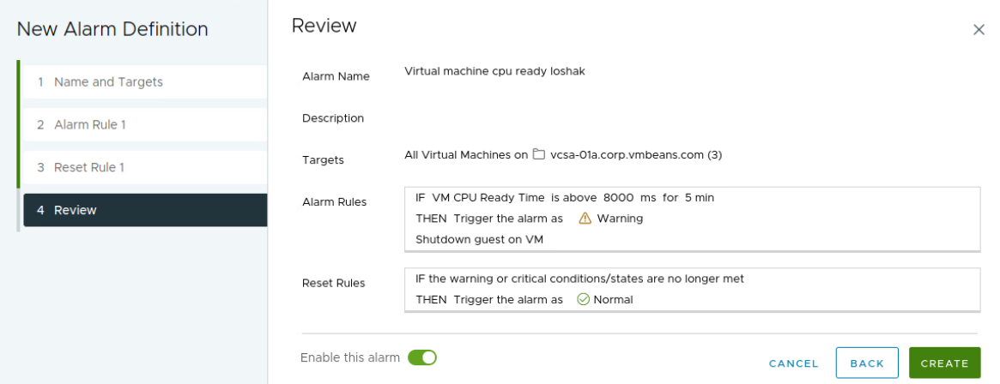 New Alarm Definition
1 Name and Targets
2 Alarm Rule 1
3 Reset Rule 1
4 Review
Review
Alarm Name Virtual machine cpu ready loshak
Description
Targets All Virtual Machines on vcsa-01a.corp.vmbeans.com (3)
Alarm Rules IF VM CPU Ready Time is above 8000 ms for 5 min
THEN Trigger the alarm as Warning
Shutdown guest on VM
Reset Rules IF the warning or critical conditions/states are no longer met
THEN Trigger the alarm as Normal
Enable this alarm
CANCEL BACK CREATE